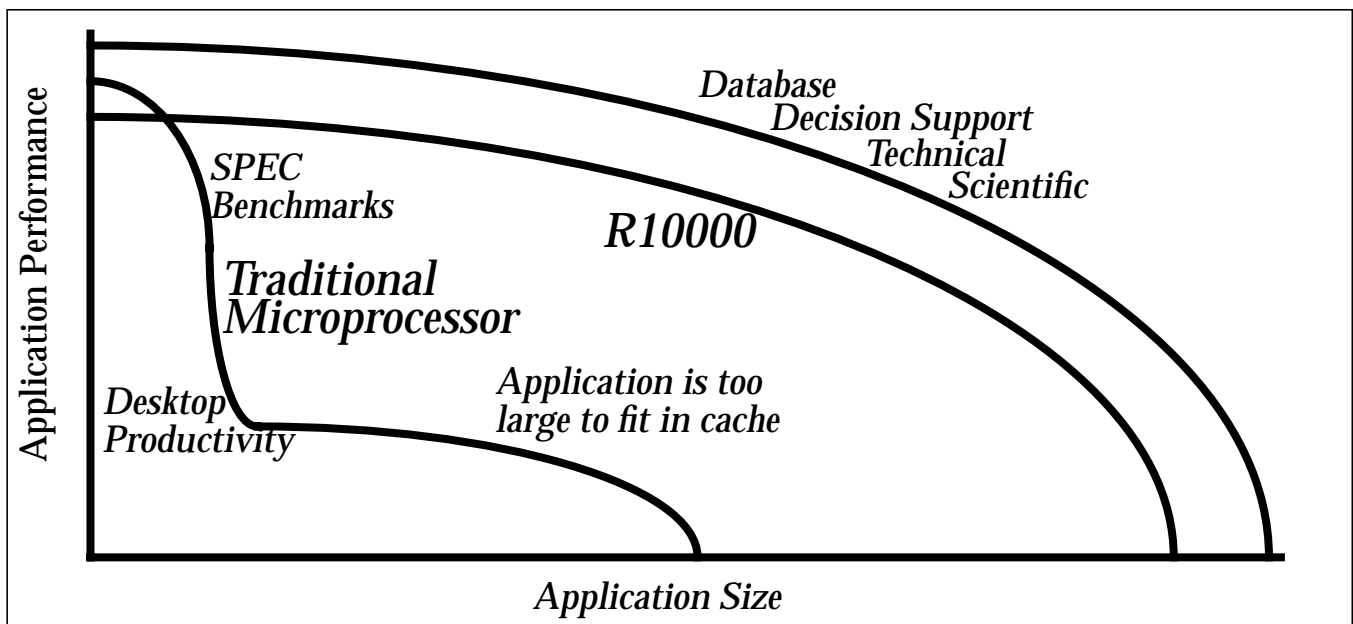 Application Performance
Database
Decision Support
Technical
Scientific
SPEC
Benchmarks
R10000
Traditional
Microprocessor
Application is too
large to fit in cache
Desktop
Productivity
Application Size